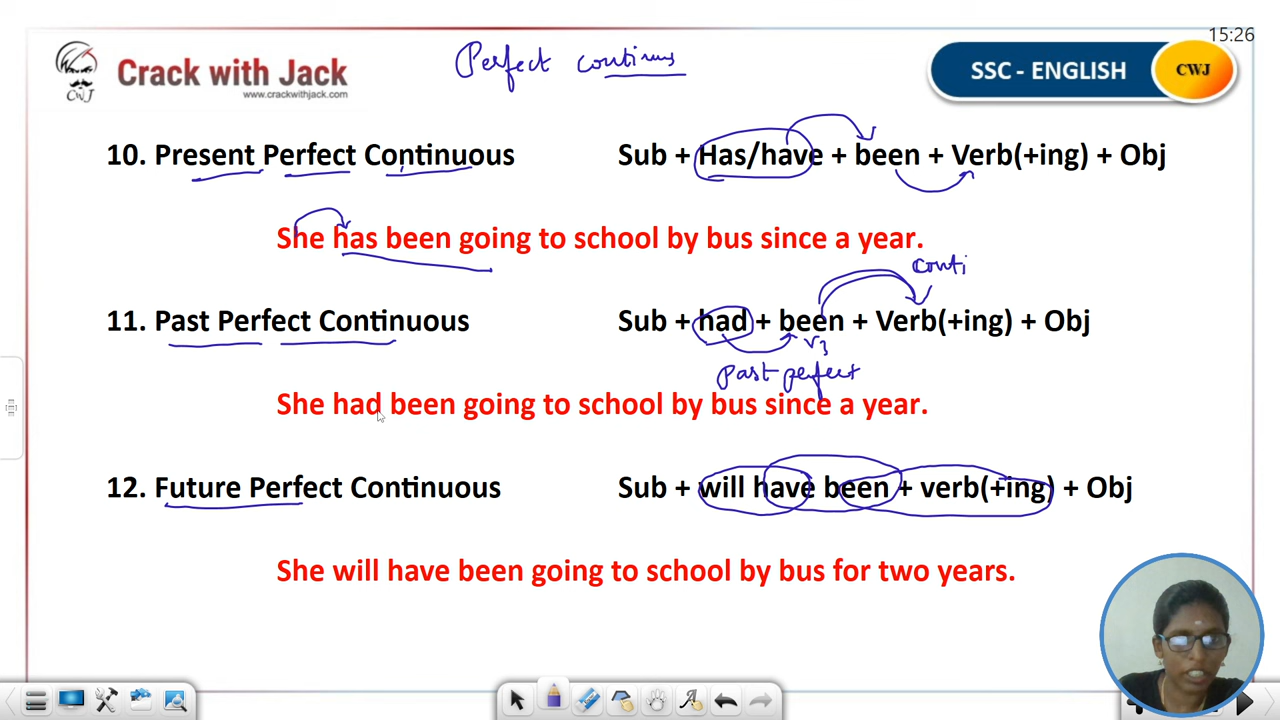 15:26
Perfect continus
Crack with Jack
www.crackwithjack.com
CWJ
SSC - ENGLISH
CWJ
10. Present Perfect Continuous Sub + Has/have + been + Verb(+ing) + Obj
She has been going to school by bus since a year.
conti
11. Past Perfect Continuous Sub + had + been + Verb(+ing) + Obj
V3
Past perfect
She had been going to school by bus since a year.
12. Future Perfect Continuous Sub + will have been + verb(+ing) + Obj
She will have been going to school by bus for two years.